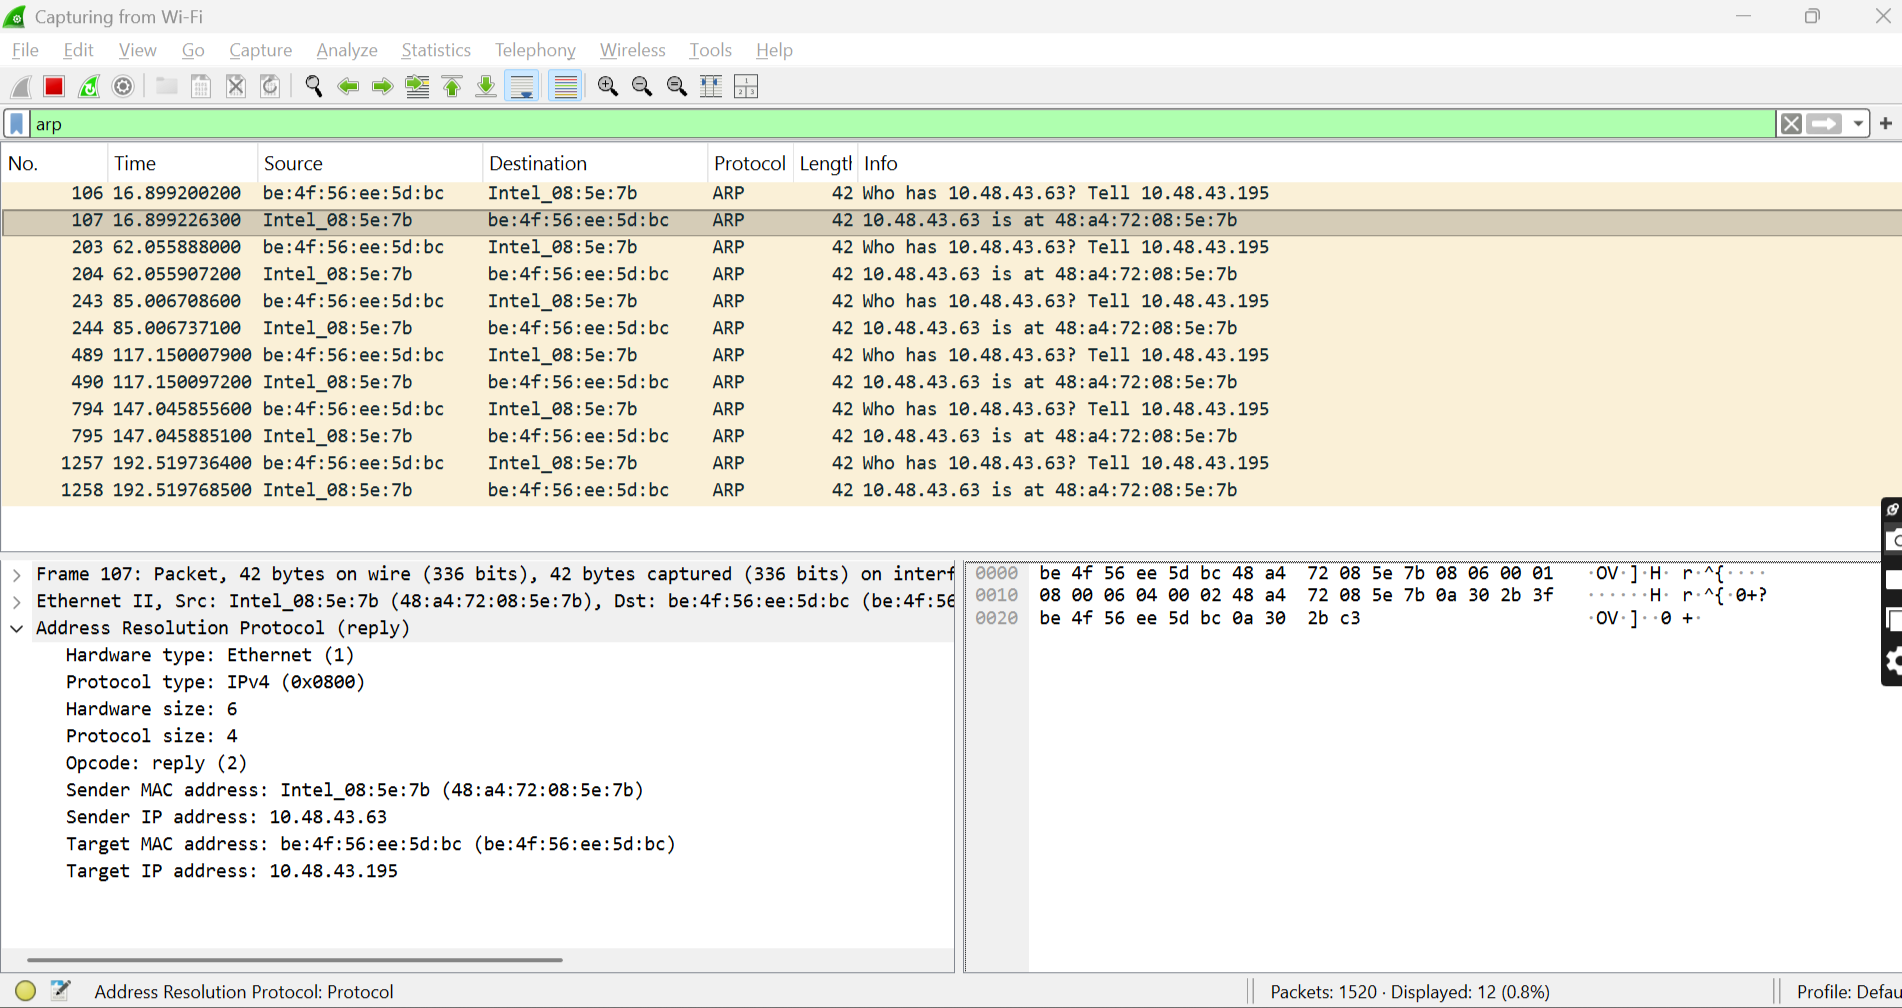 Capturing from Wi-Fi
File Edit View Go Capture Analyze Statistics Telephony Wireless Tools Help
arp
No. Time Source Destination Protocol Length Info
106 16.899200200 be:4f:56:ee:5d:bc Intel_08:5e:7b ARP 42 Who has 10.48.43.63? Tell 10.48.43.195
107 16.899226300 Intel_08:5e:7b be:4f:56:ee:5d:bc ARP 42 10.48.43.63 is at 48:a4:72:08:5e:7b
203 62.055888000 be:4f:56:ee:5d:bc Intel_08:5e:7b ARP 42 Who has 10.48.43.63? Tell 10.48.43.195
204 62.055907200 Intel_08:5e:7b be:4f:56:ee:5d:bc ARP 42 10.48.43.63 is at 48:a4:72:08:5e:7b
243 85.006708600 be:4f:56:ee:5d:bc Intel_08:5e:7b ARP 42 Who has 10.48.43.63? Tell 10.48.43.195
244 85.006737100 Intel_08:5e:7b be:4f:56:ee:5d:bc ARP 42 10.48.43.63 is at 48:a4:72:08:5e:7b
489 117.150007900 be:4f:56:ee:5d:bc Intel_08:5e:7b ARP 42 Who has 10.48.43.63? Tell 10.48.43.195
490 117.150097200 Intel_08:5e:7b be:4f:56:ee:5d:bc ARP 42 10.48.43.63 is at 48:a4:72:08:5e:7b
794 147.045855600 be:4f:56:ee:5d:bc Intel_08:5e:7b ARP 42 Who has 10.48.43.63? Tell 10.48.43.195
795 147.045885100 Intel_08:5e:7b be:4f:56:ee:5d:bc ARP 42 10.48.43.63 is at 48:a4:72:08:5e:7b
1257 192.519736400 be:4f:56:ee:5d:bc Intel_08:5e:7b ARP 42 Who has 10.48.43.63? Tell 10.48.43.195
1258 192.519768500 Intel_08:5e:7b be:4f:56:ee:5d:bc ARP 42 10.48.43.63 is at 48:a4:72:08:5e:7b
Frame 107: Packet, 42 bytes on wire (336 bits), 42 bytes captured (336 bits) on interf
Ethernet II, Src: Intel_08:5e:7b (48:a4:72:08:5e:7b), Dst: be:4f:56:ee:5d:bc (be:4f:56
Address Resolution Protocol (reply)
Hardware type: Ethernet (1)
Protocol type: IPv4 (0x0800)
Hardware size: 6
Protocol size: 4
Opcode: reply (2)
Sender MAC address: Intel_08:5e:7b (48:a4:72:08:5e:7b)
Sender IP address: 10.48.43.63
Target MAC address: be:4f:56:ee:5d:bc (be:4f:56:ee:5d:bc)
Target IP address: 10.48.43.195
0000 be 4f 56 ee 5d bc 48 a4 72 08 5e 7b 08 06 00 01 ·OV·]·H· r·^{····
0010 08 00 06 04 00 02 48 a4 72 08 5e 7b 0a 30 2b 3f ······H· r·^{·0+?
0020 be 4f 56 ee 5d bc 0a 30 2b c3 ·OV·]··0 +·
Address Resolution Protocol: Protocol
Packets: 1520 · Displayed: 12 (0.8%)
Profile: Defau